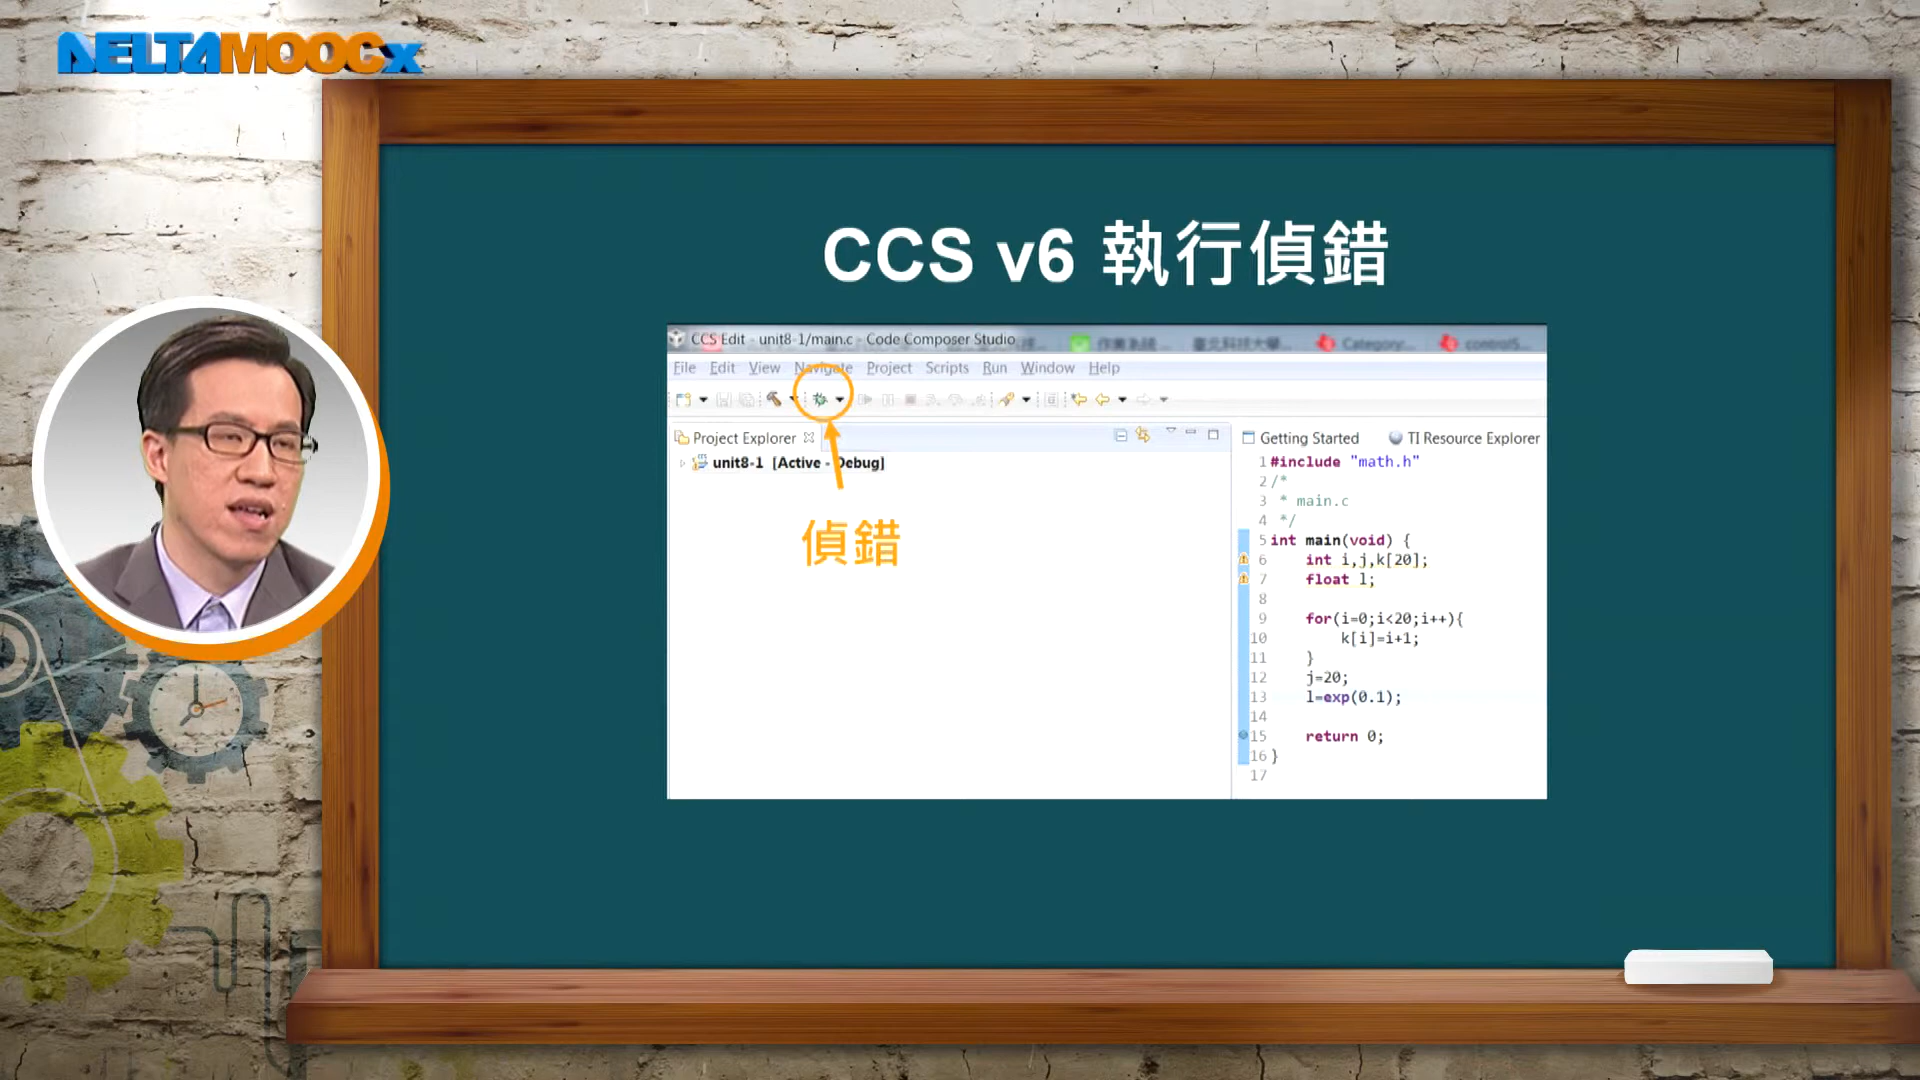 DELTAMOOCx
CCS v6 執行偵錯
CCS Edit - unit8-1/main.c - Code Composer Studio
Category...
controlS...
File Edit View Navigate Project Scripts Run Window Help
Project Explorer
unit8-1 [Active - Debug]
偵錯
Getting Started TI Resource Explorer
1 #include "math.h"
2 /*
3 * main.c
4 */
5 int main(void) {
6 int i,j,k[20];
7 float l;
8
9 for(i=0;i<20;i++){
10 k[i]=i+1;
11 }
12 j=20;
13 l=exp(0.1);
14
15 return 0;
16 }
17